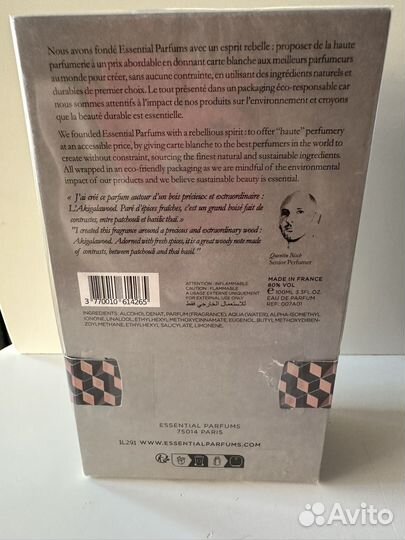 Nous avons fondé Essential Parfums avec un esprit rebelle : proposer de la haute
parfumerie à un prix abordable en donnant carte blanche aux meilleurs parfumeurs
au monde pour créer, sans aucune contrainte, en utilisant des ingrédients naturels et
durables de premier choix. Le tout présenté dans un packaging éco-responsable car
nous sommes attentifs à l'impact de nos produits sur l'environnement et croyons
que la beauté durable est essentielle.
We founded Essential Parfums with a rebellious spirit : to offer "haute" perfumery
at an accessible price, by giving carte blanche to the best perfumers in the world to
create without constraint, sourcing the finest natural and sustainable ingredients.
All wrapped in an eco-friendly packaging as we are mindful of the environmental
impact of our products and we believe sustainable beauty is essential.
« J'ai créé ce parfum autour d'un bois précieux et extraordinaire :
L'Akigalawood. Paré d'épices fraîches, c'est un grand boisé fait de
contrastes, entre patchouli et basilic thaï. »
"I created this fragrance around a precious and extraordinary wood :
Akigalawood. Adorned with fresh spices, it is a great woody note made
of contrasts, between patchouli and thai basil."
Quentin Bisch
Senior Perfumer
3 770010 614265
ATTENTION : INFLAMMABLE
CAUTION : FLAMMABLE
A USAGE EXTERNE UNIQUEMENT
FOR EXTERNAL USE ONLY
للاستعمال الخارجي فقط
MADE IN FRANCE
80% VOL
e 100ML 3.3FL.OZ
EAU DE PARFUM
REF: 007A01
INGREDIENTS: ALCOHOL DENAT., PARFUM (FRAGRANCE), AQUA (WATER), ALPHA-ISOMETHYL
IONONE, LINALOOL, ETHYLHEXYL METHOXYCINNAMATE, EUGENOL, BUTYL METHOXYDIBEN-
ZOYLMETHANE, ETHYLHEXYL SALICYLATE, LIMONENE.
ESSENTIAL PARFUMS
75014 PARIS
1L291 WWW.ESSENTIALPARFUMS.COM
Avito